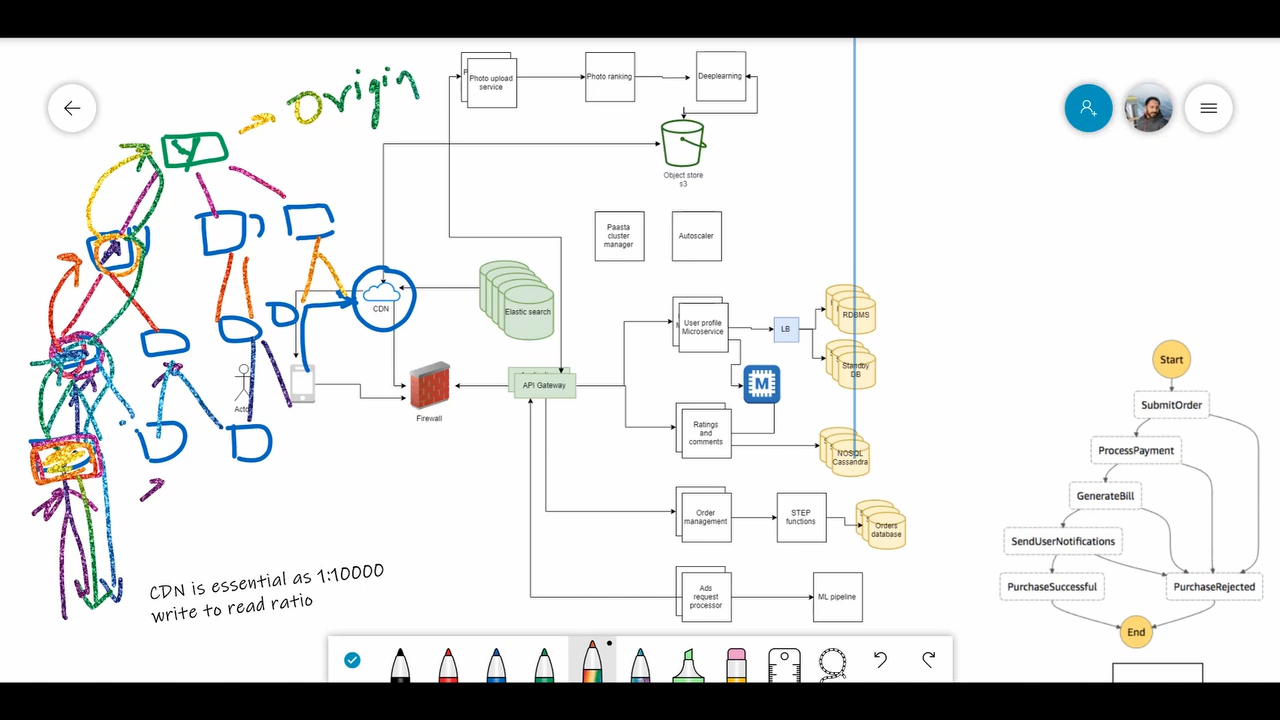 Origin
Photo upload
service
Photo ranking
Deeplearning
Object store
s3
Paasta
cluster
manager
Autoscaler
CDN
Elastic search
User profile
Microservice
LB
RDBMS
Standby
DB
M
Firewall
API Gateway
Ratings
and
comments
NOSQL
Cassandra
Order
management
STEP
functions
Orders
database
Ads
request
processor
ML pipeline
CDN is essential as 1:10000
write to read ratio
Start
SubmitOrder
ProcessPayment
GenerateBill
SendUserNotifications
PurchaseSuccessful
PurchaseRejected
End